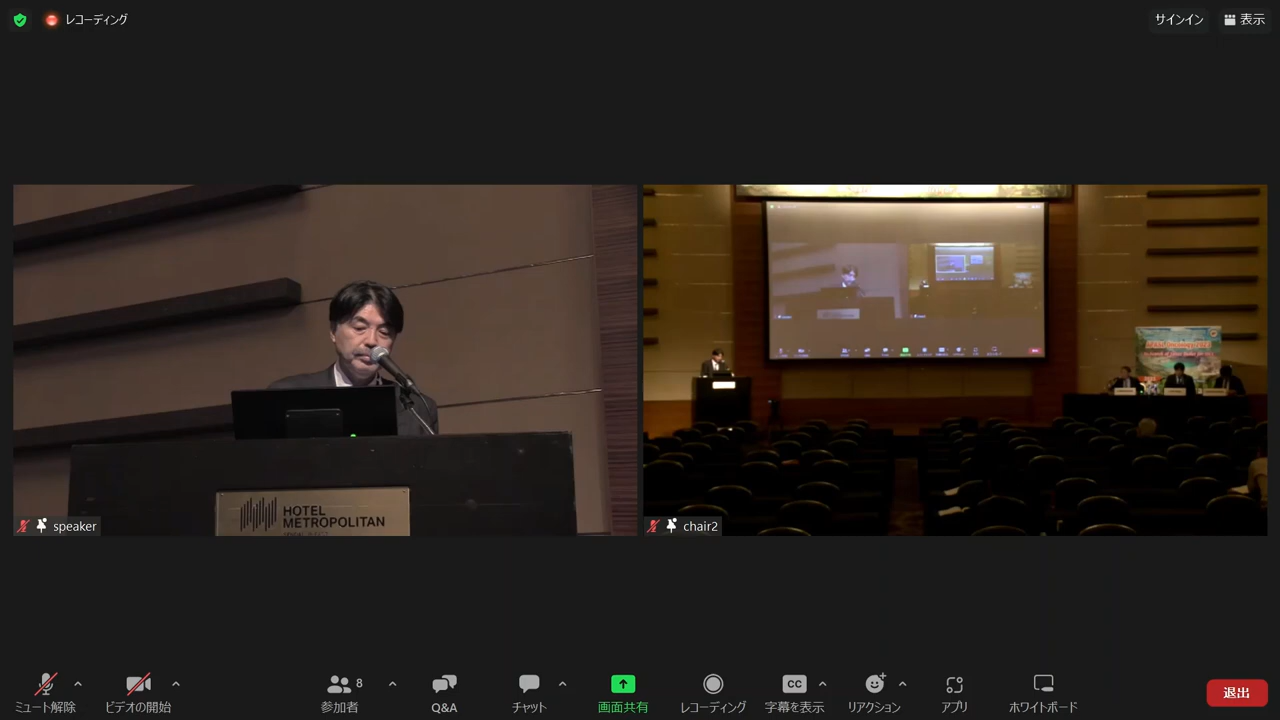 レコーディング
サインイン
表示
HOTEL
METROPOLITAN
speaker
chair2
ミュート解除
ビデオの開始
8
参加者
Q&A
チャット
画面共有
レコーディング
CC
字幕を表示
リアクション
アプリ
ホワイトボード
退出